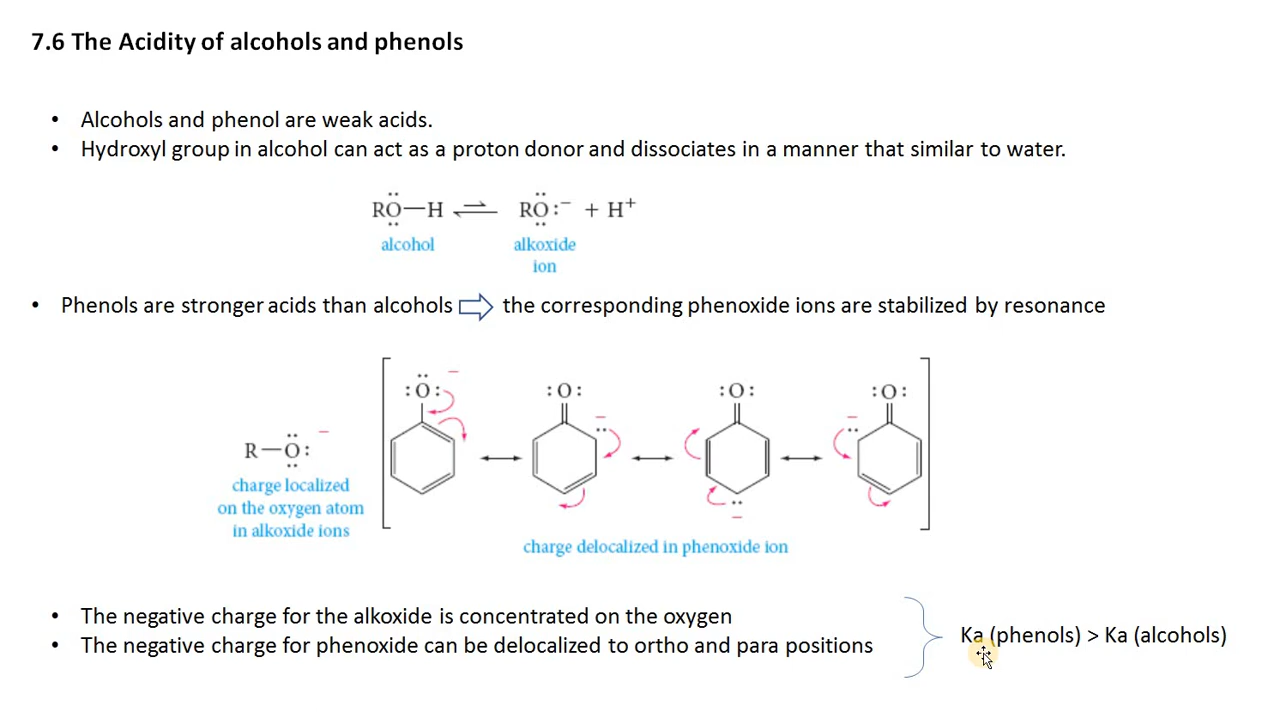 7.6 The Acidity of alcohols and phenols
• Alcohols and phenol are weak acids.
• Hydroxyl group in alcohol can act as a proton donor and dissociates in a manner that similar to water.
RÖ—H ⇌ RÖ:⁻ + H⁺
alcohol alkoxide
ion
• Phenols are stronger acids than alcohols ⇨ the corresponding phenoxide ions are stabilized by resonance
:Ö:⁻ :O: :O: :O:
R—Ö:⁻
charge localized
on the oxygen atom
in alkoxide ions
charge delocalized in phenoxide ion
• The negative charge for the alkoxide is concentrated on the oxygen
• The negative charge for phenoxide can be delocalized to ortho and para positions
Ka (phenols) > Ka (alcohols)